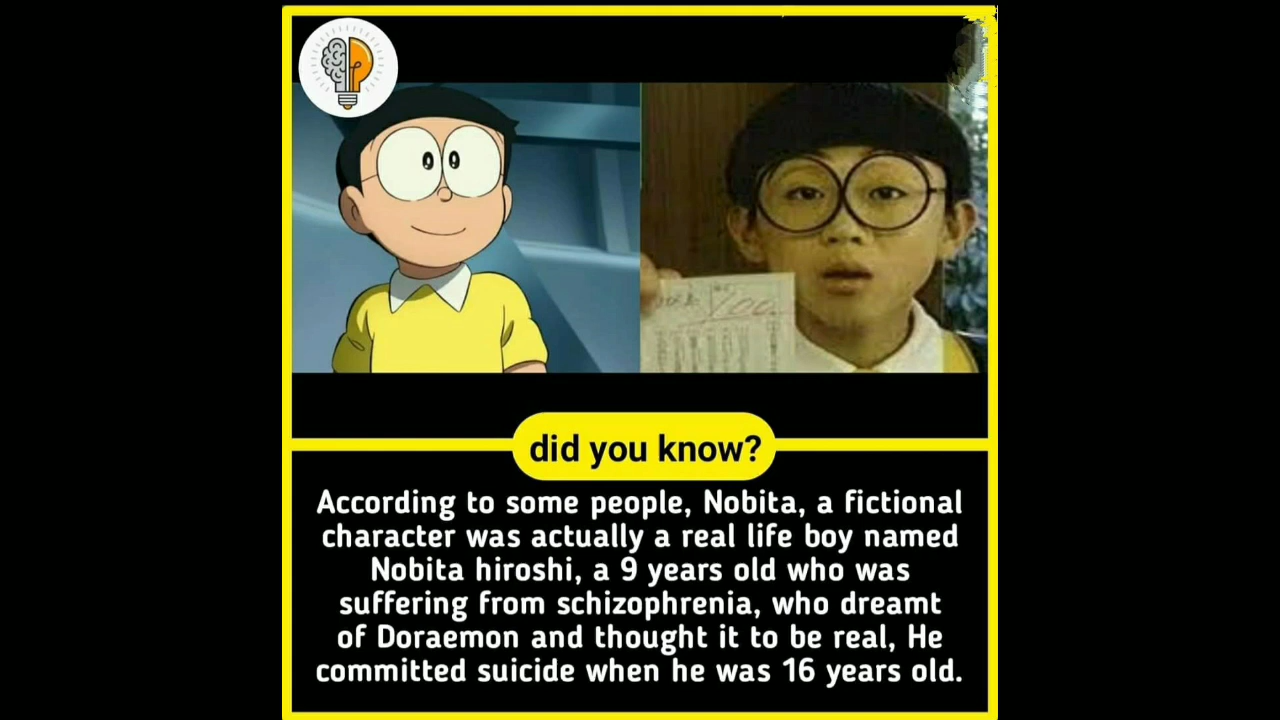 100
did you know?
According to some people, Nobita, a fictional
character was actually a real life boy named
Nobita hiroshi, a 9 years old who was
suffering from schizophrenia, who dreamt
of Doraemon and thought it to be real, He
committed suicide when he was 16 years old.